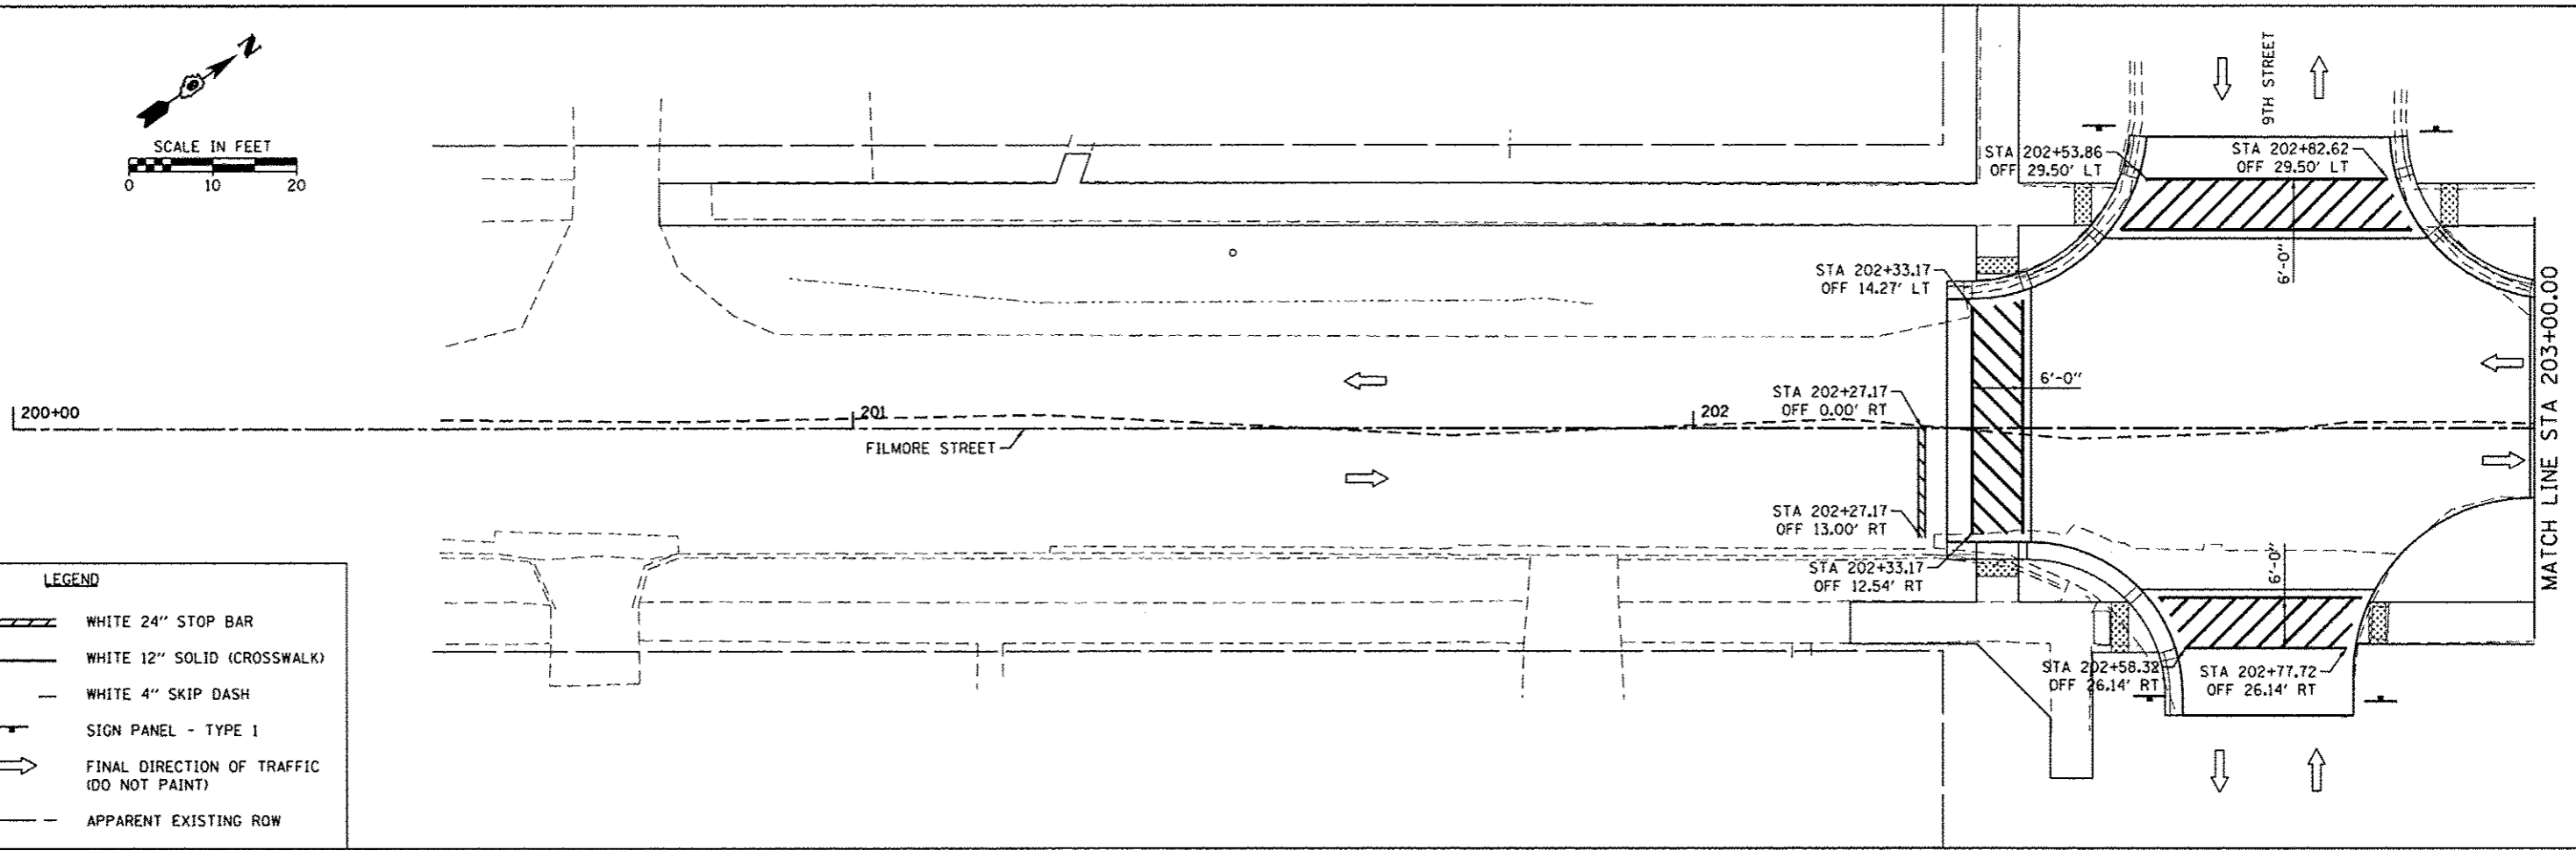 N
SCALE IN FEET
0 10 20
9TH STREET
STA 202+53.86
OFF 29.50' LT
STA 202+82.62
OFF 29.50' LT
6'-0"
STA 202+33.17
OFF 14.27' LT
6'-0"
STA 202+27.17
OFF 0.00' RT
200+00
201
202
FILMORE STREET
STA 202+27.17
OFF 13.00' RT
STA 202+33.17
OFF 12.54' RT
6'-0"
STA 202+58.32
OFF 26.14' RT
STA 202+77.72
OFF 26.14' RT
MATCH LINE STA 203+00.00
LEGEND
WHITE 24" STOP BAR
WHITE 12" SOLID (CROSSWALK)
WHITE 4" SKIP DASH
SIGN PANEL - TYPE 1
FINAL DIRECTION OF TRAFFIC
(DO NOT PAINT)
APPARENT EXISTING ROW